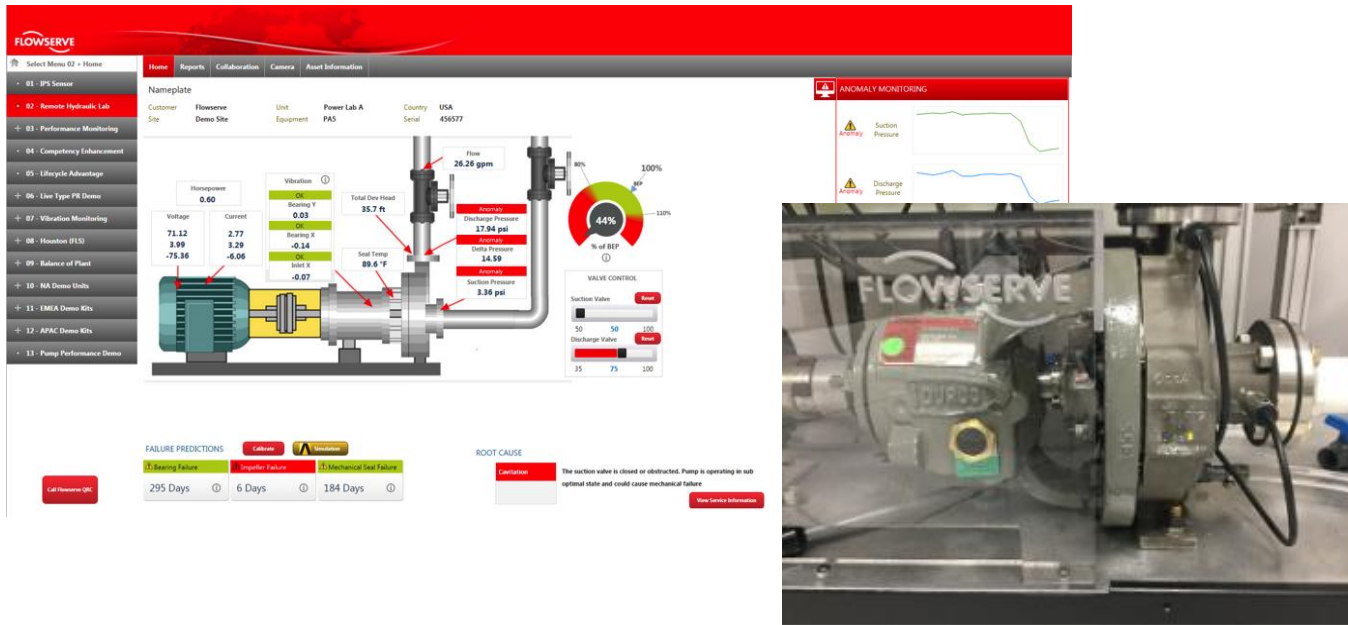 FLOWSERVE
Select Menu 02 - Home
01 - IPS Sensor
02 - Remote Hydraulic Lab
03 - Performance Monitoring
04 - Competency Enhancement
05 - Lifecycle Advantage
06 - Live Type PR Demo
07 - Vibration Monitoring
08 - Houston (FLS)
09 - Balance of Plant
10 - NA Demo Units
11 - EMEA Demo Kits
12 - APAC Demo Kits
13 - Pump Performance Demo
Call Flowserve QRC
Home Reports Collaboration Camera Asset Information
Nameplate
Customer Flowserve Unit Power Lab A Country USA
Site Demo Site Equipment PA5 Serial 456577
Horsepower
0.60
Voltage Current
71.12 2.77
3.99 3.29
-75.36 -6.06
Vibration
OK
Bearing Y
0.03
OK
Bearing X
-0.14
OK
Inlet X
-0.07
Total Dev Head
35.7 ft
Seal Temp
89.6 °F
Flow
26.26 gpm
Anomaly
Discharge Pressure
17.94 psi
Anomaly
Delta Pressure
14.59
Anomaly
Suction Pressure
3.36 psi
80%
100%
BEP
110%
44%
% of BEP
VALVE CONTROL
Suction Valve Reset
50 50 100
Discharge Valve Reset
35 75 100
ANOMALY MONITORING
Anomaly
Suction
Pressure
Anomaly
Discharge
Pressure
FAILURE PREDICTIONS Calibrate Simulation
Bearing Failure Impeller Failure Mechanical Seal Failure
295 Days 6 Days 184 Days
ROOT CAUSE
Cavitation
The suction valve is closed or obstructed. Pump is operating in sub
optimal state and could cause mechanical failure
View Service Information
FLOWSERVE
DURCO